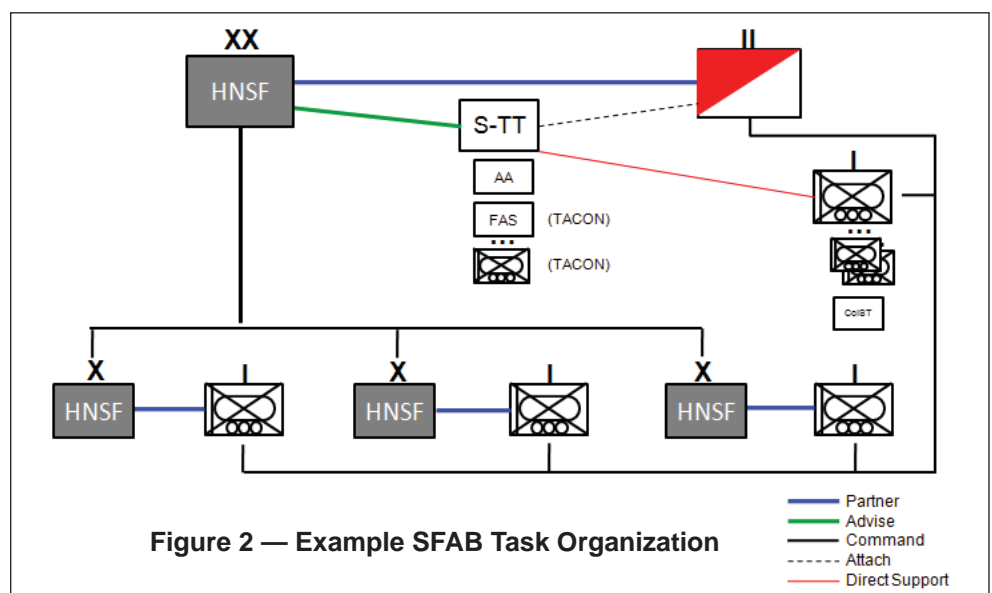 XX
II
HNSF
S-TT
AA
FAS (TACON)
... (TACON)
I
...
CoIST
X I X I X I
HNSF HNSF HNSF
Partner
Advise
Command
Attach
Direct Support
Figure 2 — Example SFAB Task Organization